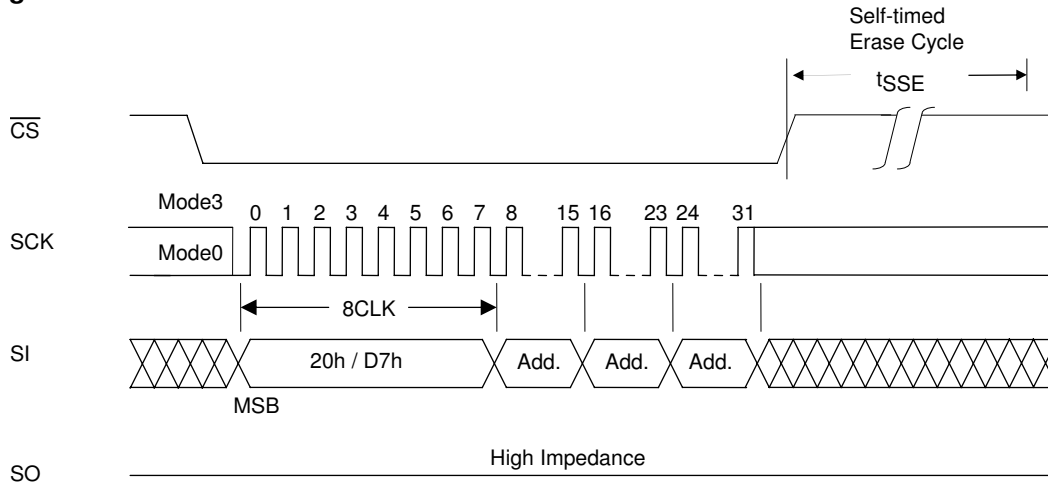 g
Self-timed
Erase Cycle
tSSE
CS
Mode3
0 1 2 3 4 5 6 7 8 15 16 23 24 31
SCK
Mode0
8CLK
SI
20h / D7h
Add.
Add.
Add.
MSB
High Impedance
SO